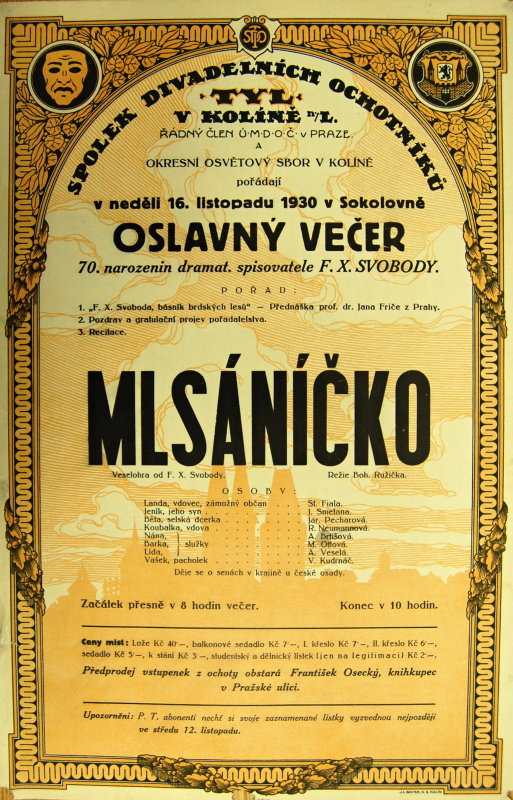 STDO
SPOLEK DIVADELNÍCH OCHOTNÍKŮ
·TYL·
V KOLÍNĚ n/L.
ŘÁDNÝ ČLEN Ú·M·D·O·Č· v PRAZE
A
OKRESNÍ OSVĚTOVÝ SBOR V KOLÍNĚ
pořádají
v neděli 16. listopadu 1930 v Sokolovně
OSLAVNÝ VEČER
70. narozenin dramat. spisovatele F. X. SVOBODY.
POŘAD:
1. „F. X. Svoboda, básník brdských lesů" — Přednáška prof. dr. Jana Friče z Prahy.
2. Pozdrav a gratulační projev pořadatelstva.
3. Recitace.
MLSÁNÍČKO
Veselohra od F. X. Svobody. Režie Boh. Ružička.
OSOBY:
Landa, vdovec, zámožný občan St. Fiala.
Jeník, jeho syn J. Smetana.
Běta, selská dcerka Jar. Pecharová.
Koubalka, vdova R. Neumannová.
Nána, A. Brtišová.
Barka, služky M. Ottová.
Lída, A. Veselá.
Vašek, pacholek V. Kudrnáč.
Děje se o senách v krajině u české osady.
Začátek přesně v 8 hodin večer. Konec v 10 hodin.
Ceny míst: Lože Kč 40·—, balkonové sedadlo Kč 7·—, I. křeslo Kč 7·—, II. křeslo Kč 6·—,
sedadlo Kč 5·—, k stání Kč 3·—, studentský a dělnický lístek (jen na legitimaci) Kč 2·—.
Předprodej vstupenek z ochoty obstará František Osecký, knihkupec
v Pražské ulici.
Upozornění: P. T. abonenti nechť si svoje zaznamenané lístky vyzvednou nejpozději
ve středu 12. listopadu.